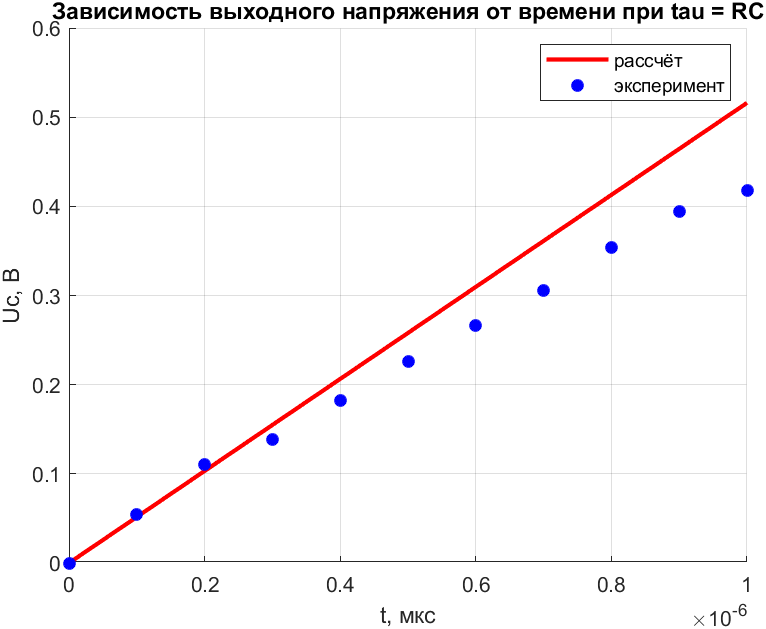 Зависимость выходного напряжения от времени при tau = RC
рассчёт
эксперимент
Uc, В
0.6
0.5
0.4
0.3
0.2
0.1
0
0 0.2 0.4 0.6 0.8 1
t, мкс
×10⁻⁶